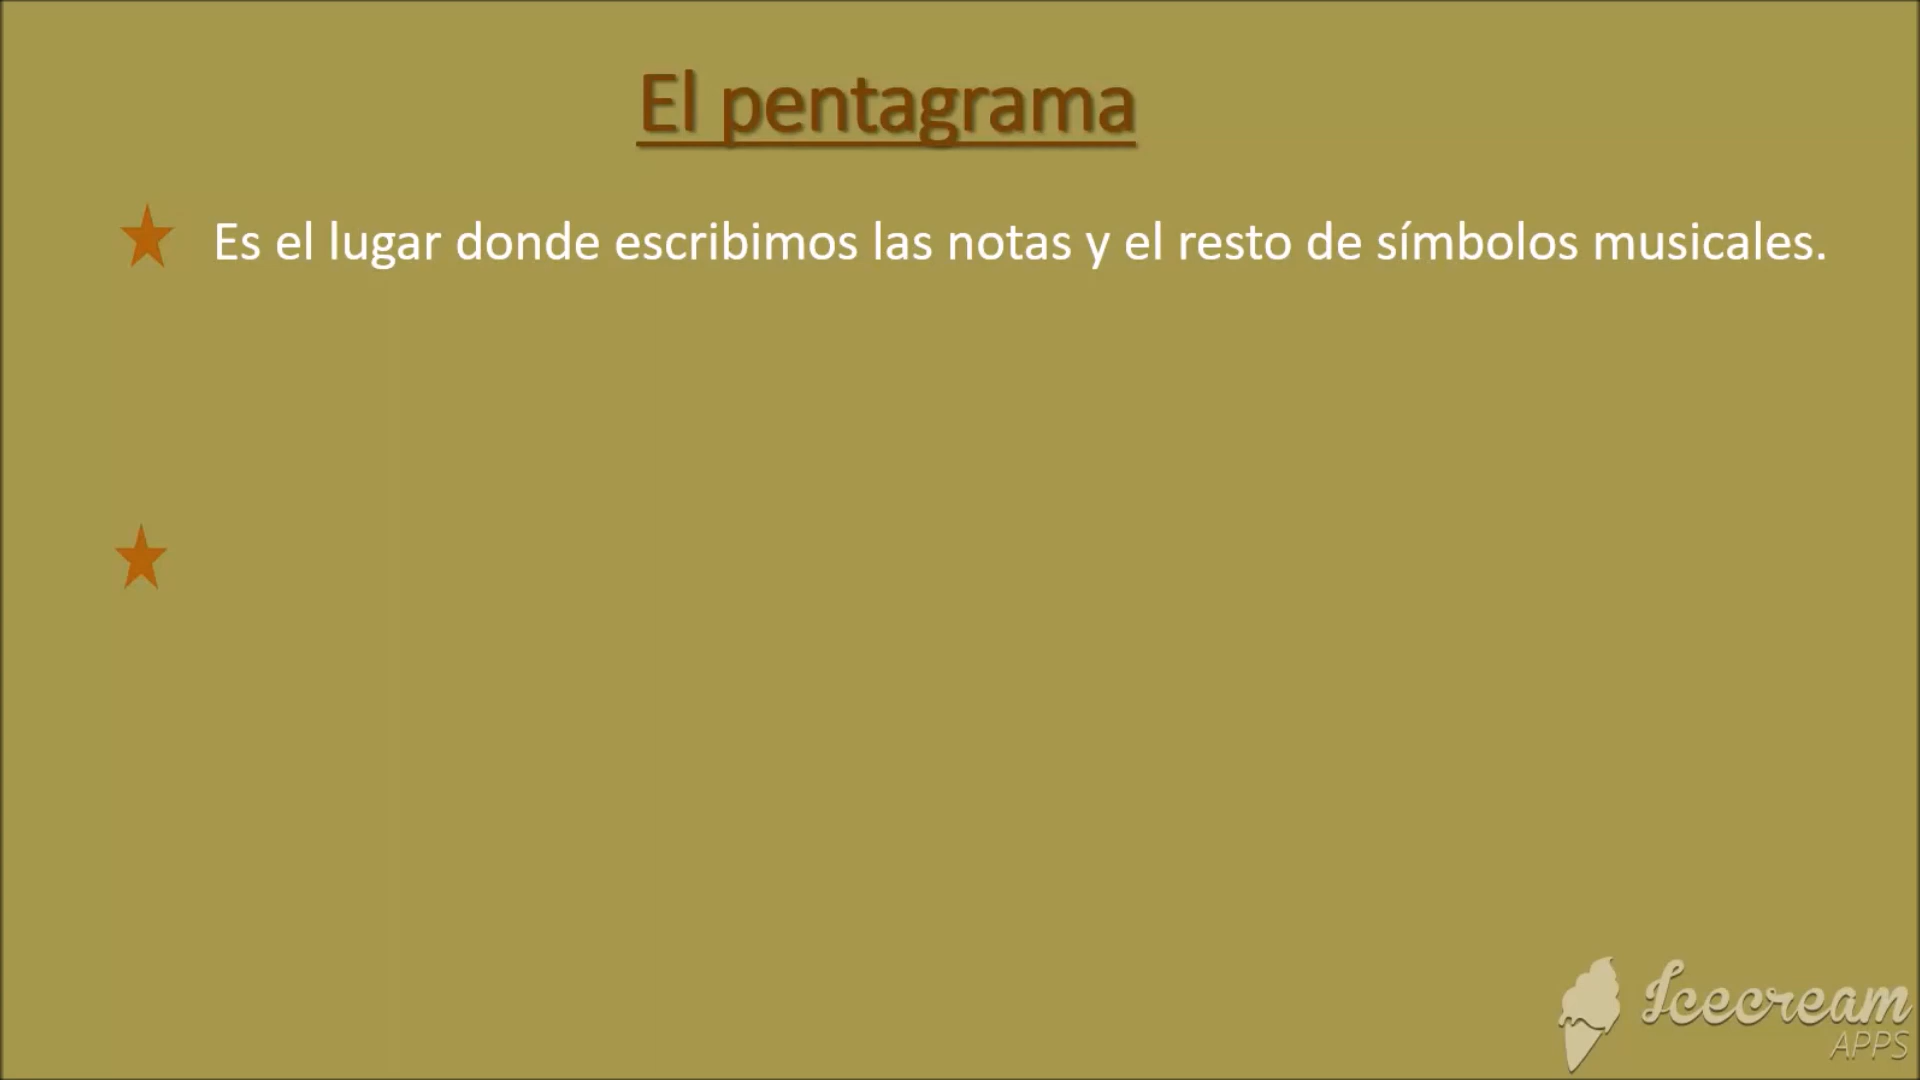 El pentagrama
Es el lugar donde escribimos las notas y el resto de símbolos musicales.
Icecream
APPS